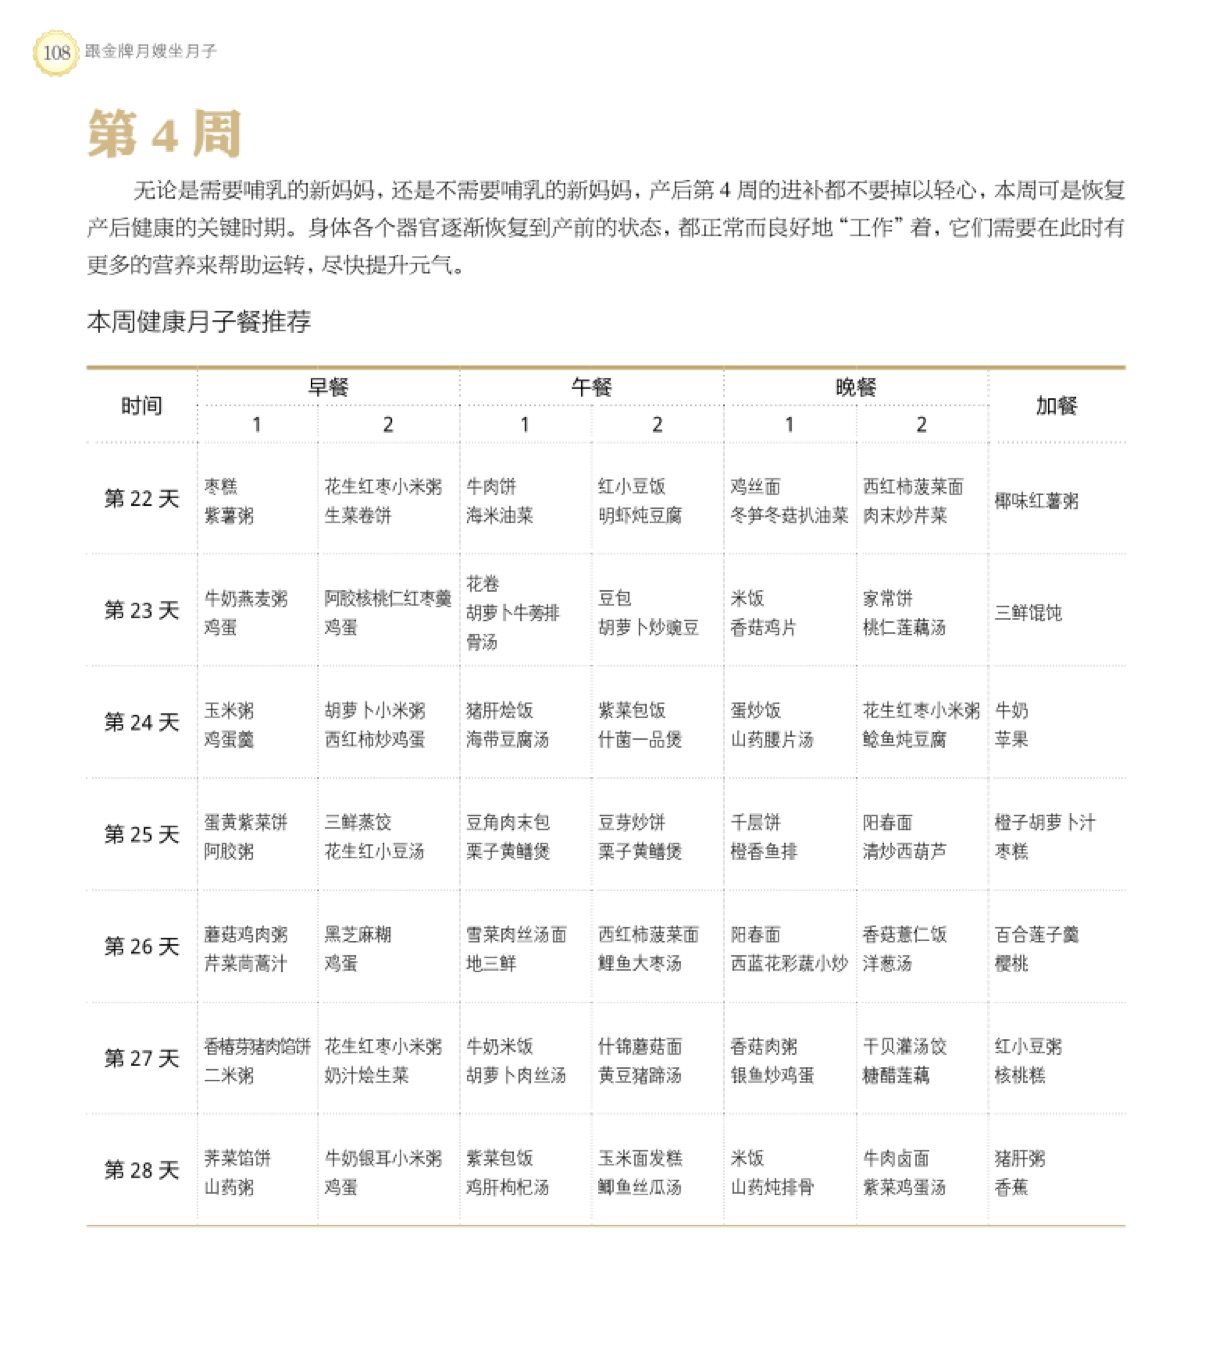 108 跟金牌月嫂坐月子
第 4 周
无论是需要哺乳的新妈妈，还是不需要哺乳的新妈妈，产后第 4 周的进补都不要掉以轻心，本周可是恢复
产后健康的关键时期。身体各个器官逐渐恢复到产前的状态，都正常而良好地“工作”着，它们需要在此时有
更多的营养来帮助运转，尽快提升元气。
本周健康月子餐推荐
时间 早餐 午餐 晚餐 加餐
1 2 1 2 1 2
第 22 天
枣糕 花生红枣小米粥 牛肉饼 红小豆饭 鸡丝面 西红柿菠菜面 椰味红薯粥
紫薯粥 生菜卷饼 海米油菜 明虾炖豆腐 冬笋冬菇扒油菜 肉末炒芹菜
第 23 天
牛奶燕麦粥 阿胶核桃仁红枣羹 花卷 豆包 米饭 家常饼 三鲜馄饨
鸡蛋 鸡蛋 胡萝卜牛蒡排 胡萝卜炒豌豆 香菇鸡片 桃仁莲藕汤
骨汤
第 24 天
玉米粥 胡萝卜小米粥 猪肝烩饭 紫菜包饭 蛋炒饭 花生红枣小米粥 牛奶
鸡蛋羹 西红柿炒鸡蛋 海带豆腐汤 什菌一品煲 山药腰片汤 鲶鱼炖豆腐 苹果
第 25 天
蛋黄紫菜饼 三鲜蒸饺 豆角肉末包 豆芽炒饼 千层饼 阳春面 橙子胡萝卜汁
阿胶粥 花生红小豆汤 栗子黄鳝煲 栗子黄鳝煲 橙香鱼排 清炒西葫芦 枣糕
第 26 天
蘑菇鸡肉粥 黑芝麻糊 雪菜肉丝汤面 西红柿菠菜面 阳春面 香菇薏仁饭 百合莲子羹
芹菜茼蒿汁 鸡蛋 地三鲜 鲤鱼大枣汤 西蓝花彩蔬小炒 洋葱汤 樱桃
第 27 天
香椿芽猪肉馅饼 花生红枣小米粥 牛奶米饭 什锦蘑菇面 香菇肉粥 干贝灌汤饺 红小豆粥
二米粥 奶汁烩生菜 胡萝卜肉丝汤 黄豆猪蹄汤 银鱼炒鸡蛋 糖醋莲藕 核桃糕
第 28 天
荠菜馅饼 牛奶银耳小米粥 紫菜包饭 玉米面发糕 米饭 牛肉卤面 猪肝粥
山药粥 鸡蛋 鸡肝枸杞汤 鲫鱼丝瓜汤 山药炖排骨 紫菜鸡蛋汤 香蕉